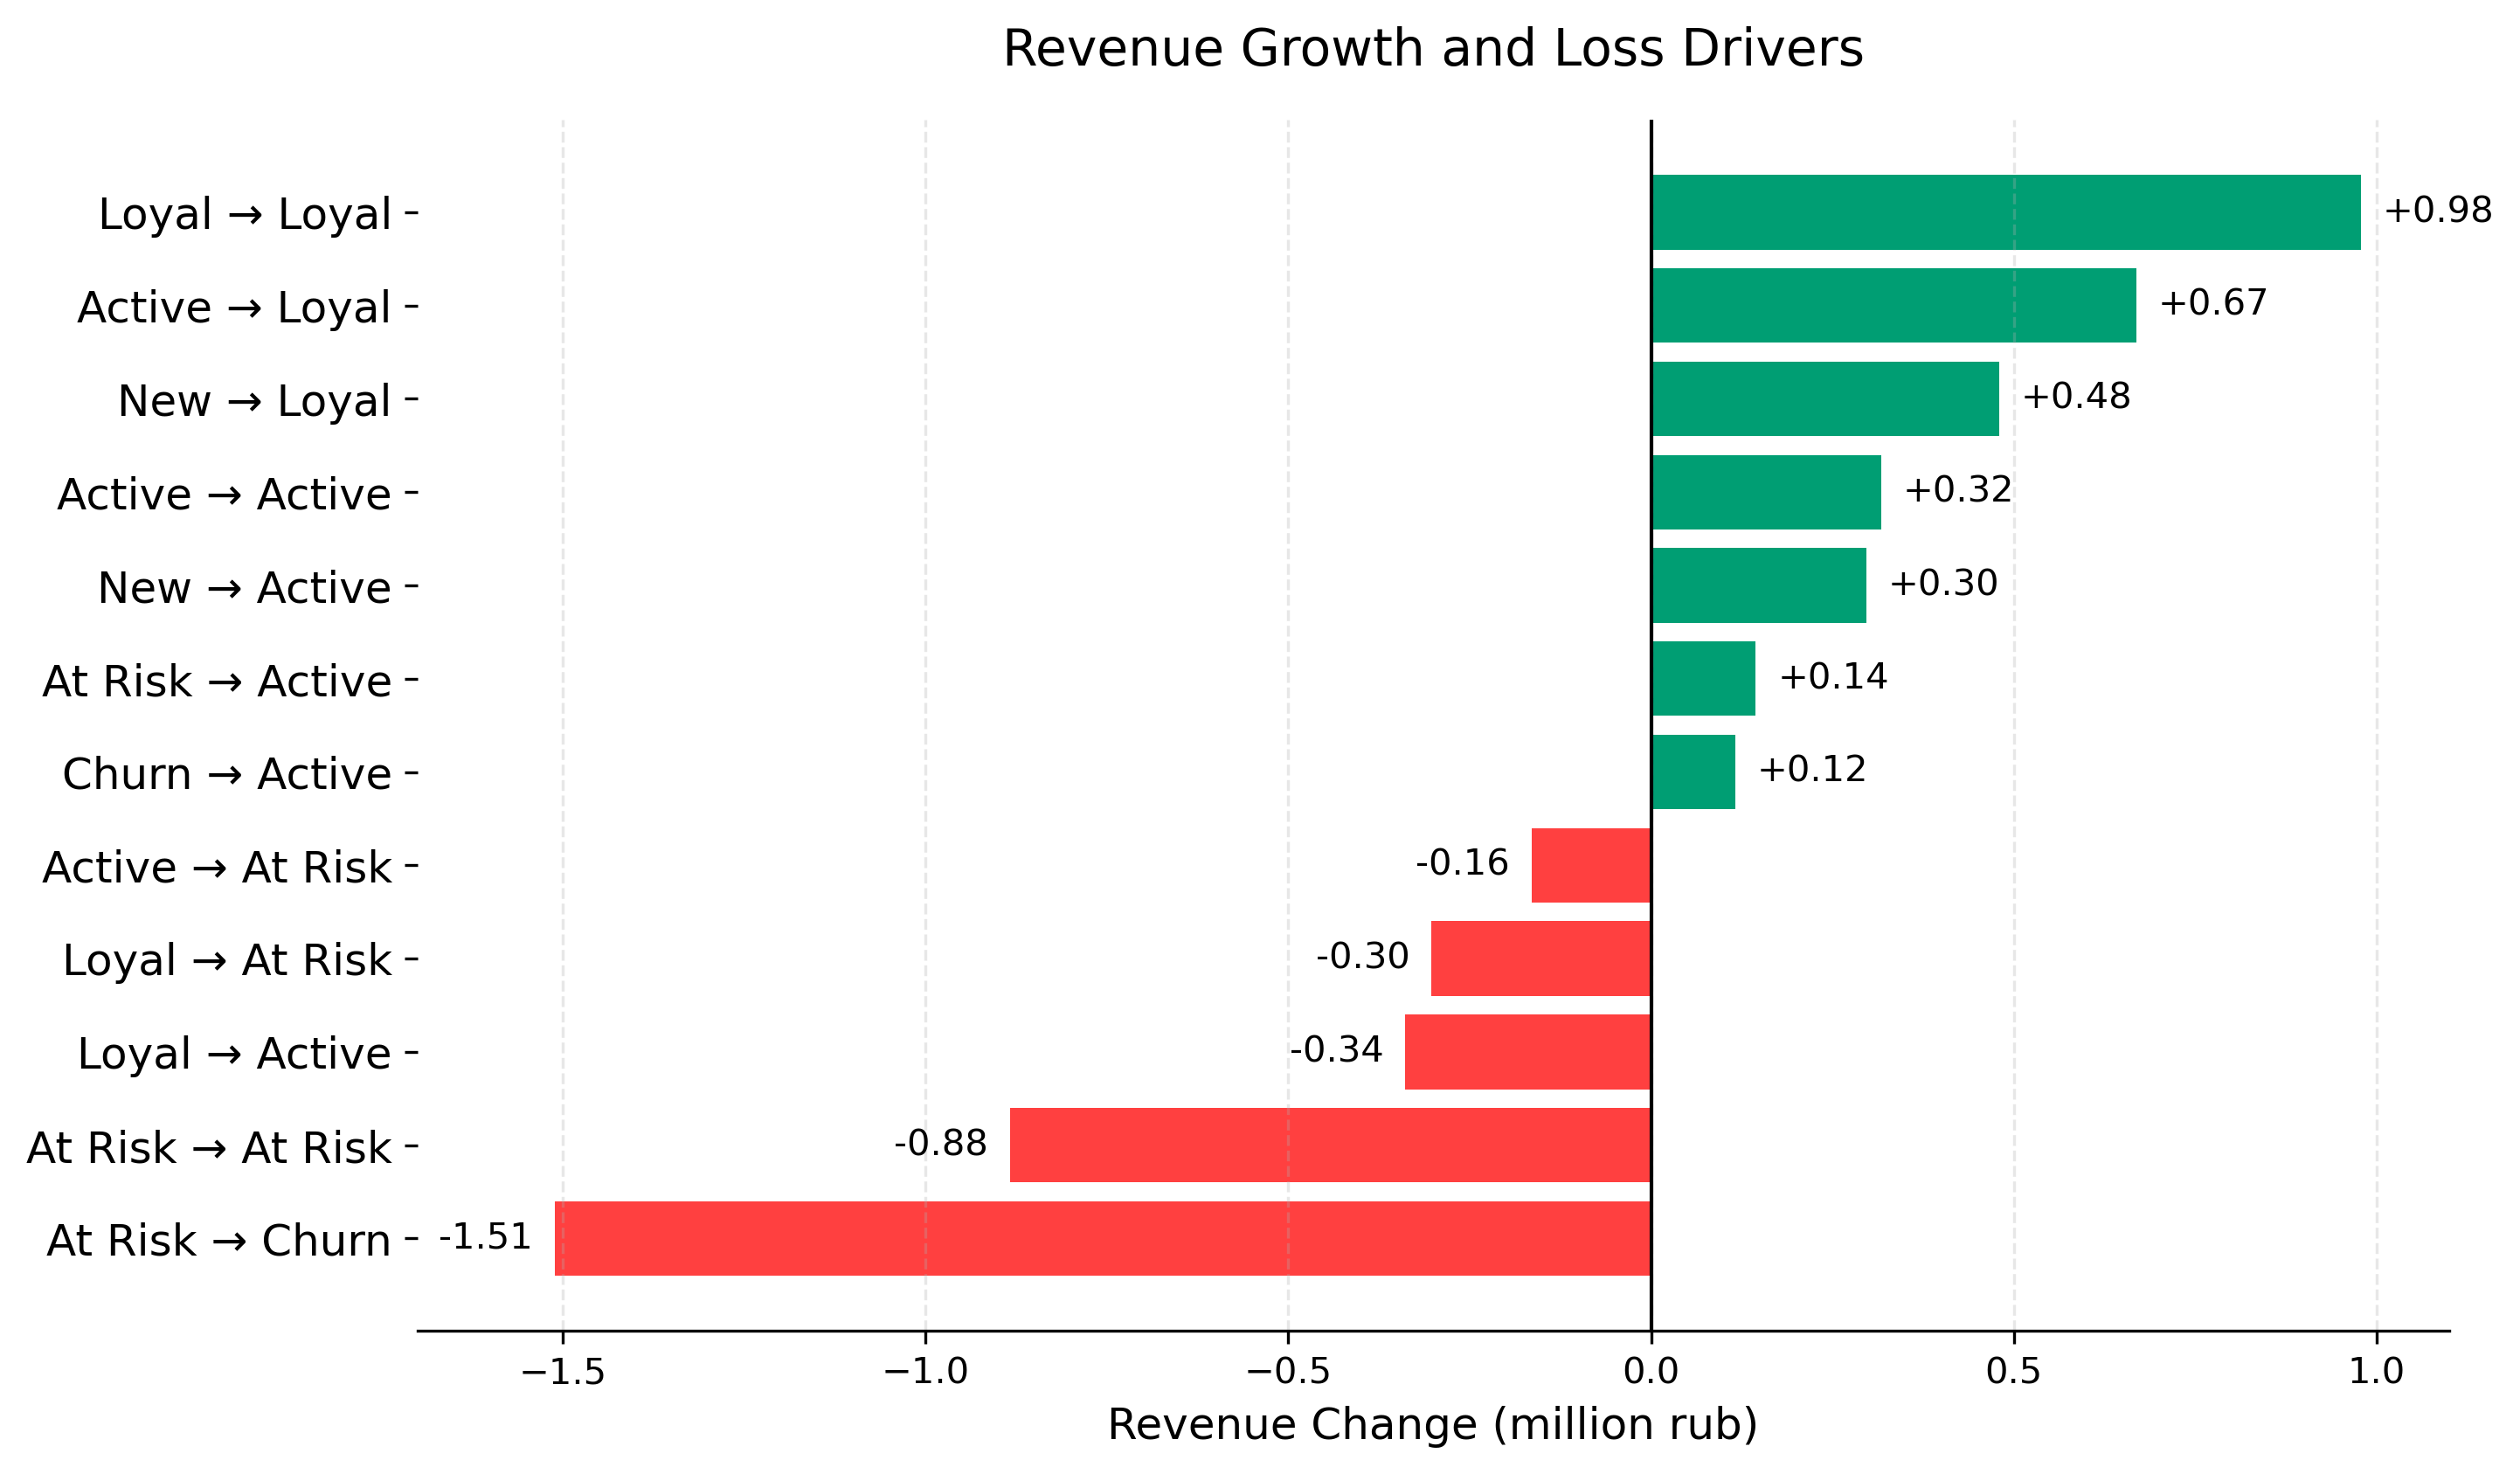 Revenue Growth and Loss Drivers
Loyal → Loyal +0.98
Active → Loyal +0.67
New → Loyal +0.48
Active → Active +0.32
New → Active +0.30
At Risk → Active +0.14
Churn → Active +0.12
Active → At Risk -0.16
Loyal → At Risk -0.30
Loyal → Active -0.34
At Risk → At Risk -0.88
At Risk → Churn -1.51
−1.5 −1.0 −0.5 0.0 0.5 1.0
Revenue Change (million rub)